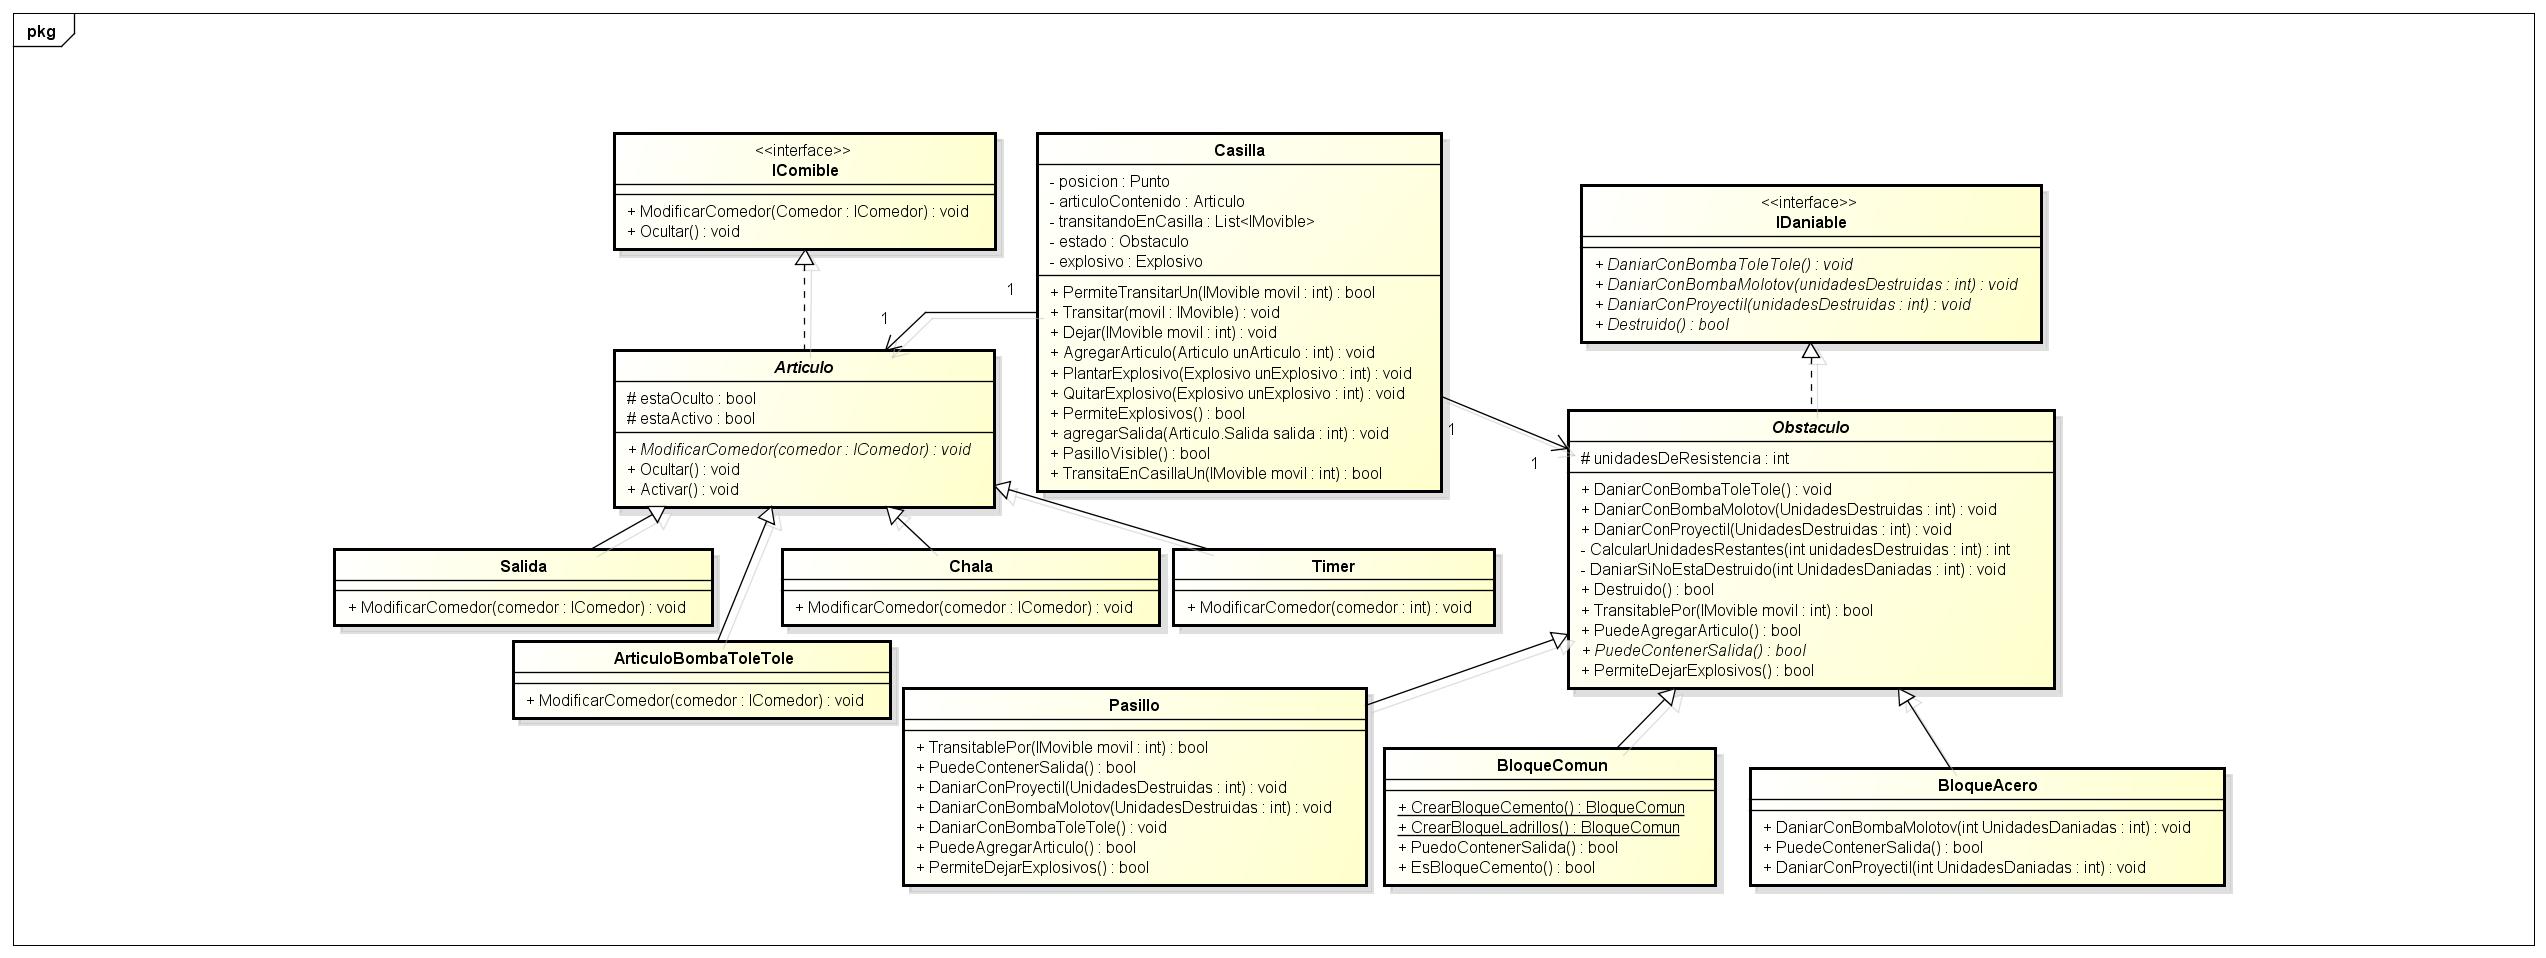 pkg
<<interface>>
IComible
+ ModificarComedor(Comedor : IComedor) : void
+ Ocultar() : void
Casilla
- posicion : Punto
- articuloContenido : Articulo
- transitandoEnCasilla : List<IMovible>
- estado : Obstaculo
- explosivo : Explosivo
+ PermiteTransitarUn(IMovible movil : int) : bool
+ Transitar(movil : IMovible) : void
+ Dejar(IMovible movil : int) : void
+ AgregarArticulo(Articulo unArticulo : int) : void
+ PlantarExplosivo(Explosivo unExplosivo : int) : void
+ QuitarExplosivo(Explosivo unExplosivo : int) : void
+ PermiteExplosivos() : bool
+ agregarSalida(Articulo.Salida salida : int) : void
+ PasilloVisible() : bool
+ TransitaEnCasillaUn(IMovible movil : int) : bool
<<interface>>
IDaniable
+ DaniarConBombaToleTole() : void
+ DaniarConBombaMolotov(unidadesDestruidas : int) : void
+ DaniarConProyectil(unidadesDestruidas : int) : void
+ Destruido() : bool
1
1
1
1
Articulo
# estaOculto : bool
# estaActivo : bool
+ ModificarComedor(comedor : IComedor) : void
+ Ocultar() : void
+ Activar() : void
Obstaculo
# unidadesDeResistencia : int
+ DaniarConBombaToleTole() : void
+ DaniarConBombaMolotov(UnidadesDestruidas : int) : void
+ DaniarConProyectil(UnidadesDestruidas : int) : void
- CalcularUnidadesRestantes(int unidadesDestruidas : int) : int
- DaniarSiNoEstaDestruido(int UnidadesDaniadas : int) : void
+ Destruido() : bool
+ TransitablePor(IMovible movil : int) : bool
+ PuedeAgregarArticulo() : bool
+ PuedeContenerSalida() : bool
+ PermiteDejarExplosivos() : bool
Salida
+ ModificarComedor(comedor : IComedor) : void
Chala
+ ModificarComedor(comedor : IComedor) : void
Timer
+ ModificarComedor(comedor : int) : void
ArticuloBombaToleTole
+ ModificarComedor(comedor : IComedor) : void
Pasillo
+ TransitablePor(IMovible movil : int) : bool
+ PuedeContenerSalida() : bool
+ DaniarConProyectil(UnidadesDestruidas : int) : void
+ DaniarConBombaMolotov(UnidadesDestruidas : int) : void
+ DaniarConBombaToleTole() : void
+ PuedeAgregarArticulo() : bool
+ PermiteDejarExplosivos() : bool
BloqueComun
+ CrearBloqueCemento() : BloqueComun
+ CrearBloqueLadrillos() : BloqueComun
+ PuedoContenerSalida() : bool
+ EsBloqueCemento() : bool
BloqueAcero
+ DaniarConBombaMolotov(int UnidadesDaniadas : int) : void
+ PuedeContenerSalida() : bool
+ DaniarConProyectil(int UnidadesDaniadas : int) : void